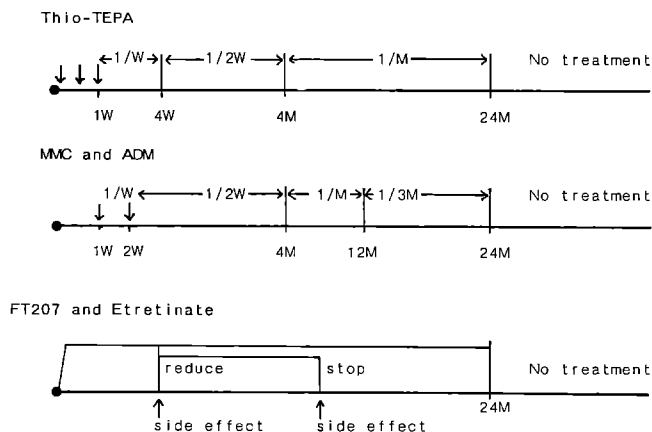 Thio-TEPA
1/W 1/2W 1/M No treatment
1W 4W 4M 24M
MMC and ADM
1/W 1/2W 1/M 1/3M No treatment
1W 2W 4M 12M 24M
FT207 and Etretinate
reduce stop No treatment
24M
side effect side effect